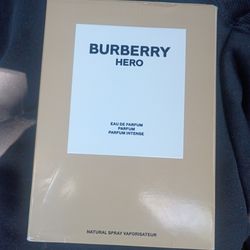 BURBERRY
HERO
EAU DE PARFUM
PARFUM
PARFUM INTENSE
NATURAL SPRAY VAPORISATEUR